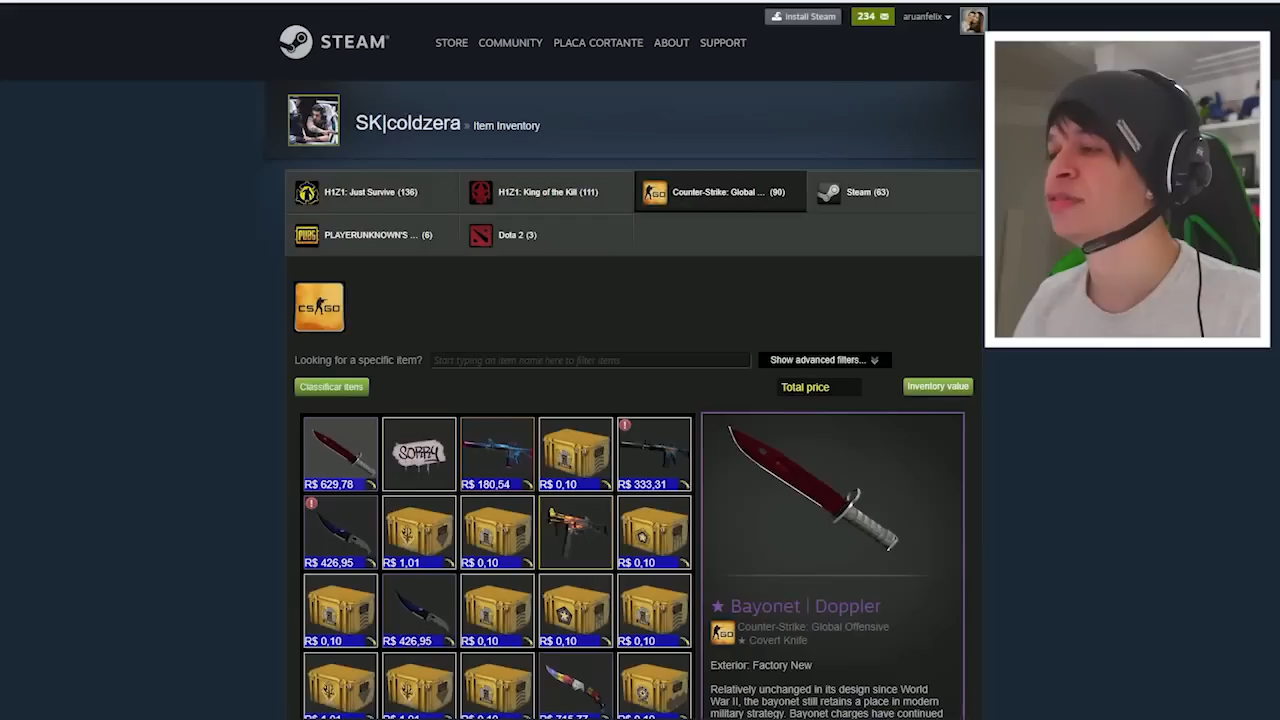 Install Steam
234
aruanfelix
STEAM®
STORE COMMUNITY PLACA CORTANTE ABOUT SUPPORT
SK|coldzera » Item Inventory
H1Z1: Just Survive (136)
H1Z1: King of the Kill (111)
Counter-Strike: Global ... (90)
Steam (63)
PLAYERUNKNOWN'S ... (6)
Dota 2 (3)
CS GO
Looking for a specific item? Start typing an item name here to filter items
Show advanced filters...
Classificar itens
Total price
Inventory value
SORRY
R$ 629,78
R$ 180,54
R$ 0,10
R$ 333,31
R$ 426,95
R$ 1,01
R$ 0,10
R$ 0,10
R$ 0,10
R$ 426,95
R$ 0,10
R$ 0,10
R$ 0,10
★ Bayonet | Doppler
Counter-Strike: Global Offensive
★ Covert Knife
Exterior: Factory New
Relatively unchanged in its design since World
War II, the bayonet still retains a place in modern
military strategy. Bayonet charges have continued